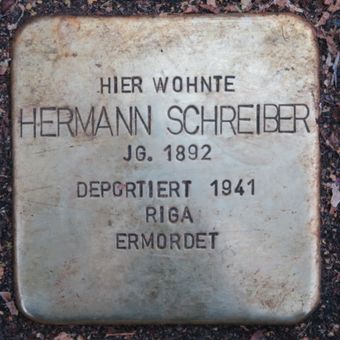 HIER WOHNTE
HERMANN SCHREIBER
JG. 1892
DEPORTIERT 1941
RIGA
ERMORDET